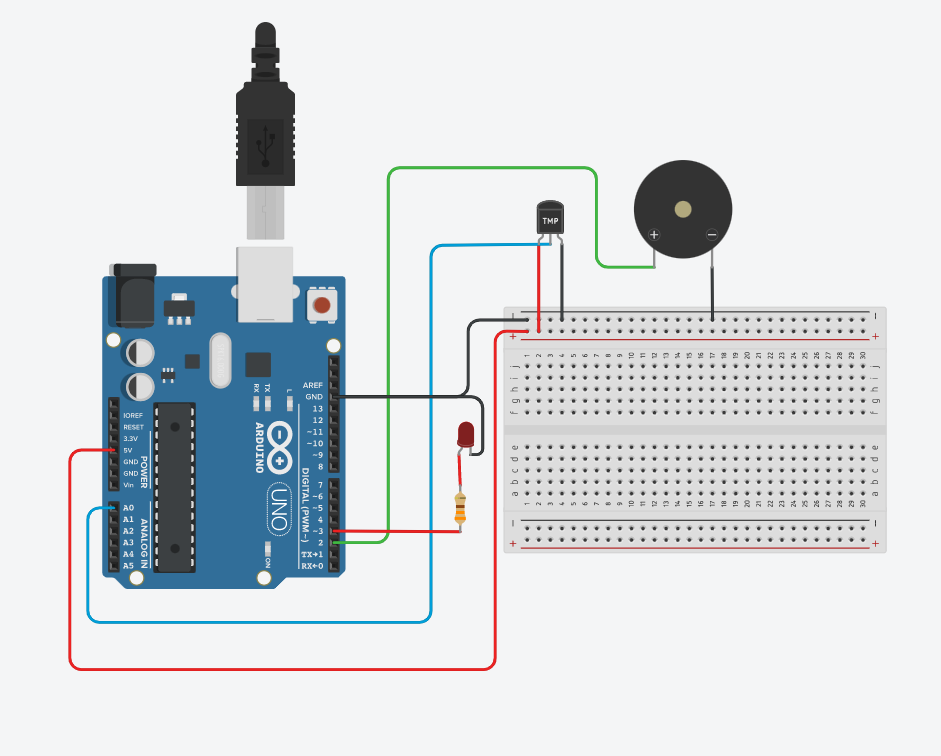 TMP
+
−
RX
TX
L
AREF
GND
13
12
~11
~10
~9
8
7
~6
~5
4
~3
2
TX→1
RX←0
DIGITAL (PWM~)
ARDUINO
UNO
ON
IOREF
RESET
3.3V
5V
GND
GND
Vin
POWER
A0
A1
A2
A3
A4
A5
ANALOG IN
− −
+ +
1 2 3 4 5 6 7 8 9 10 11 12 13 14 15 16 17 18 19 20 21 22 23 24 25 26 27 28 29 30
j j
i i
h h
g g
f f
e e
d d
c c
b b
a a
1 2 3 4 5 6 7 8 9 10 11 12 13 14 15 16 17 18 19 20 21 22 23 24 25 26 27 28 29 30
− −
+ +